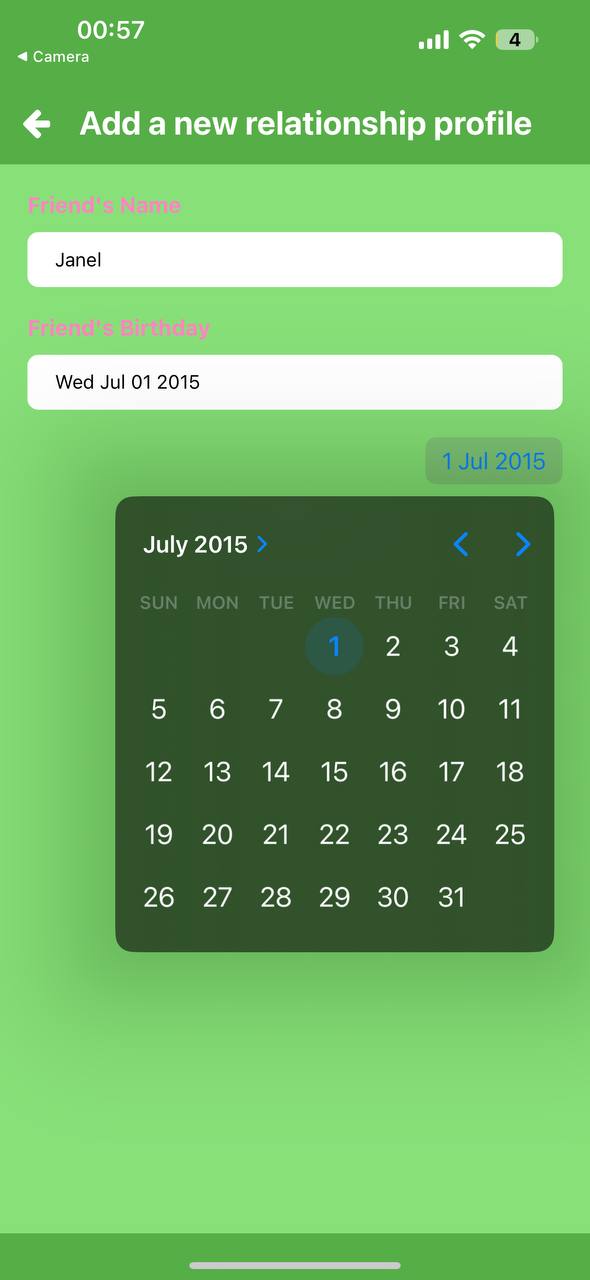 00:57
◀ Camera
4
Add a new relationship profile
Friend's Name
Janel
Friend's Birthday
Wed Jul 01 2015
1 Jul 2015
July 2015
SUN MON TUE WED THU FRI SAT
1 2 3 4
5 6 7 8 9 10 11
12 13 14 15 16 17 18
19 20 21 22 23 24 25
26 27 28 29 30 31